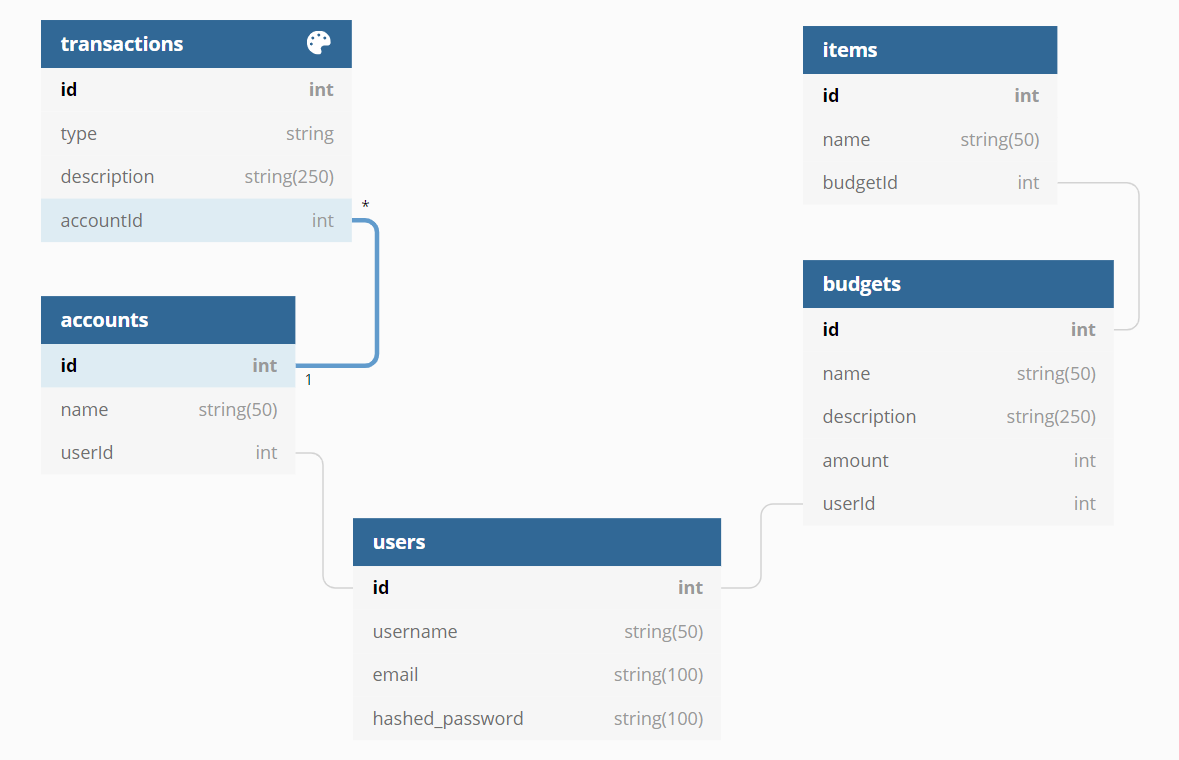 transactions
id int
type string
description string(250)
accountId int
*
accounts
id int
1
name string(50)
userId int
users
id int
username string(50)
email string(100)
hashed_password string(100)
items
id int
name string(50)
budgetId int
budgets
id int
name string(50)
description string(250)
amount int
userId int